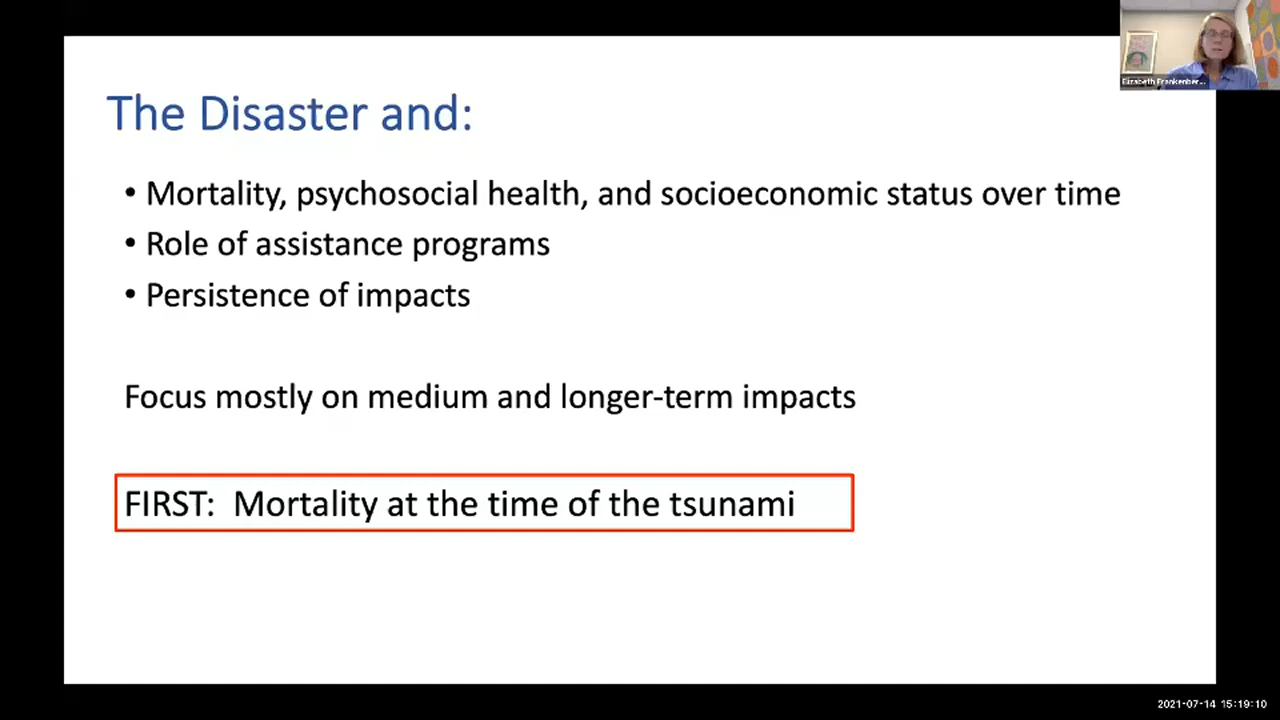 Elizabeth Frankenber...
The Disaster and:
• Mortality, psychosocial health, and socioeconomic status over time
• Role of assistance programs
• Persistence of impacts
Focus mostly on medium and longer-term impacts
FIRST: Mortality at the time of the tsunami
2021-07-14 15:19:10